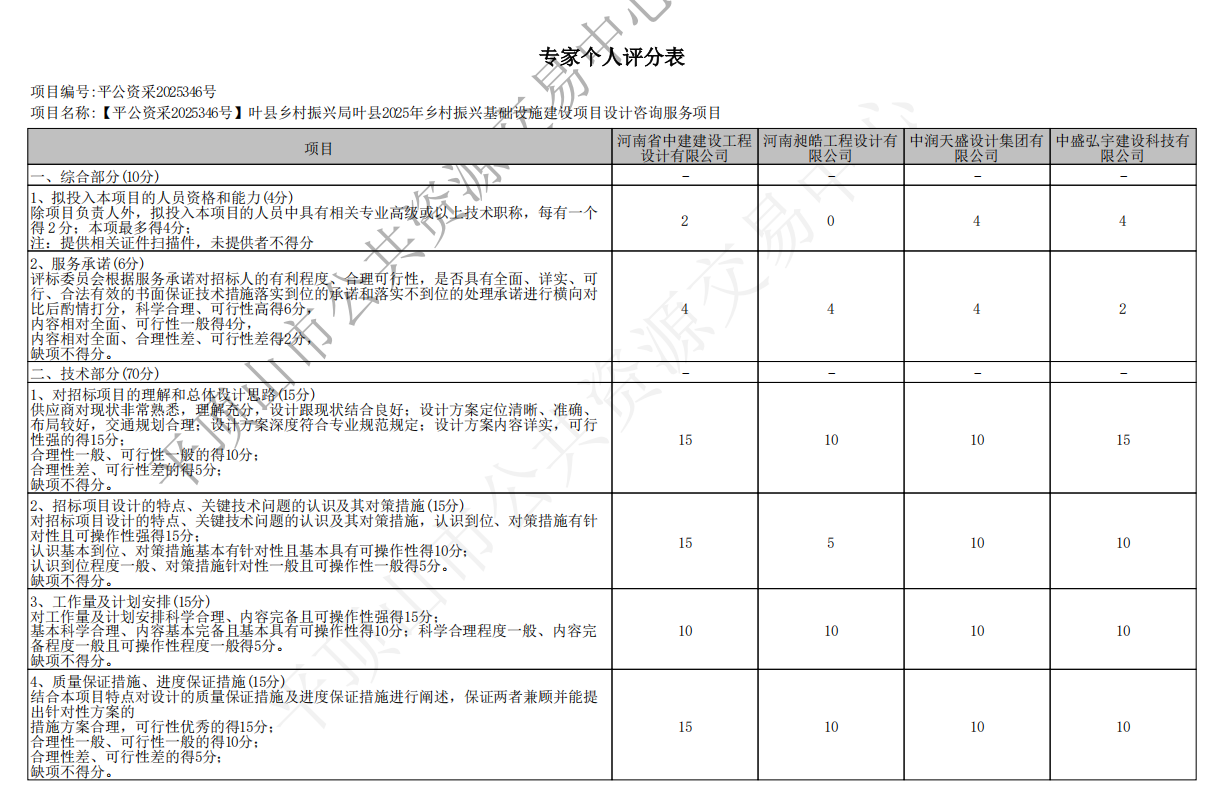 专家个人评分表
项目编号:平公资采2025346号
项目名称:【平公资采2025346号】叶县乡村振兴局叶县2025年乡村振兴基础设施建设项目设计咨询服务项目
项目
河南省中建建设工程
设计有限公司
河南昶皓工程设计有
限公司
中润天盛设计集团有
限公司
中盛弘宇建设科技有
限公司
一、综合部分(10分)
-
-
-
-
1、拟投入本项目的人员资格和能力(4分)
除项目负责人外，拟投入本项目的人员中具有相关专业高级或以上技术职称，每有一个
得2分；本项最多得4分；
注：提供相关证件扫描件，未提供者不得分
2
0
4
4
2、服务承诺(6分)
评标委员会根据服务承诺对招标人的有利程度、合理可行性，是否具有全面、详实、可
行、合法有效的书面保证技术措施落实到位的承诺和落实不到位的处理承诺进行横向对
比后酌情打分，科学合理、可行性高得6分，
内容相对全面、可行性一般得4分，
内容相对全面、合理性差、可行性差得2分，
缺项不得分。
4
4
4
2
二、技术部分(70分)
-
-
-
-
1、对招标项目的理解和总体设计思路(15分)
供应商对现状非常熟悉，理解充分，设计跟现状结合良好；设计方案定位清晰、准确、
布局较好，交通规划合理；设计方案深度符合专业规范规定；设计方案内容详实，可行
性强的得15分；
合理性一般、可行性一般的得10分；
合理性差、可行性差的得5分；
缺项不得分。
15
10
10
15
2、招标项目设计的特点、关键技术问题的认识及其对策措施(15分)
对招标项目设计的特点、关键技术问题的认识及其对策措施，认识到位、对策措施有针
对性且可操作性强得15分；
认识基本到位、对策措施基本有针对性且基本具有可操作性得10分；
认识到位程度一般、对策措施针对性一般且可操作性一般得5分。
缺项不得分。
15
5
10
10
3、工作量及计划安排(15分)
对工作量及计划安排科学合理、内容完备且可操作性强得15分；
基本科学合理、内容基本完备且基本具有可操作性得10分；科学合理程度一般、内容完
备程度一般且可操作性程度一般得5分。
缺项不得分。
10
10
10
10
4、质量保证措施、进度保证措施(15分)
结合本项目特点对设计的质量保证措施及进度保证措施进行阐述，保证两者兼顾并能提
出针对性方案的
措施方案合理，可行性优秀的得15分；
合理性一般、可行性一般的得10分；
合理性差、可行性差的得5分；
缺项不得分。
15
10
10
10
平顶山市公共资源交易中心
平顶山市公共资源交易中心